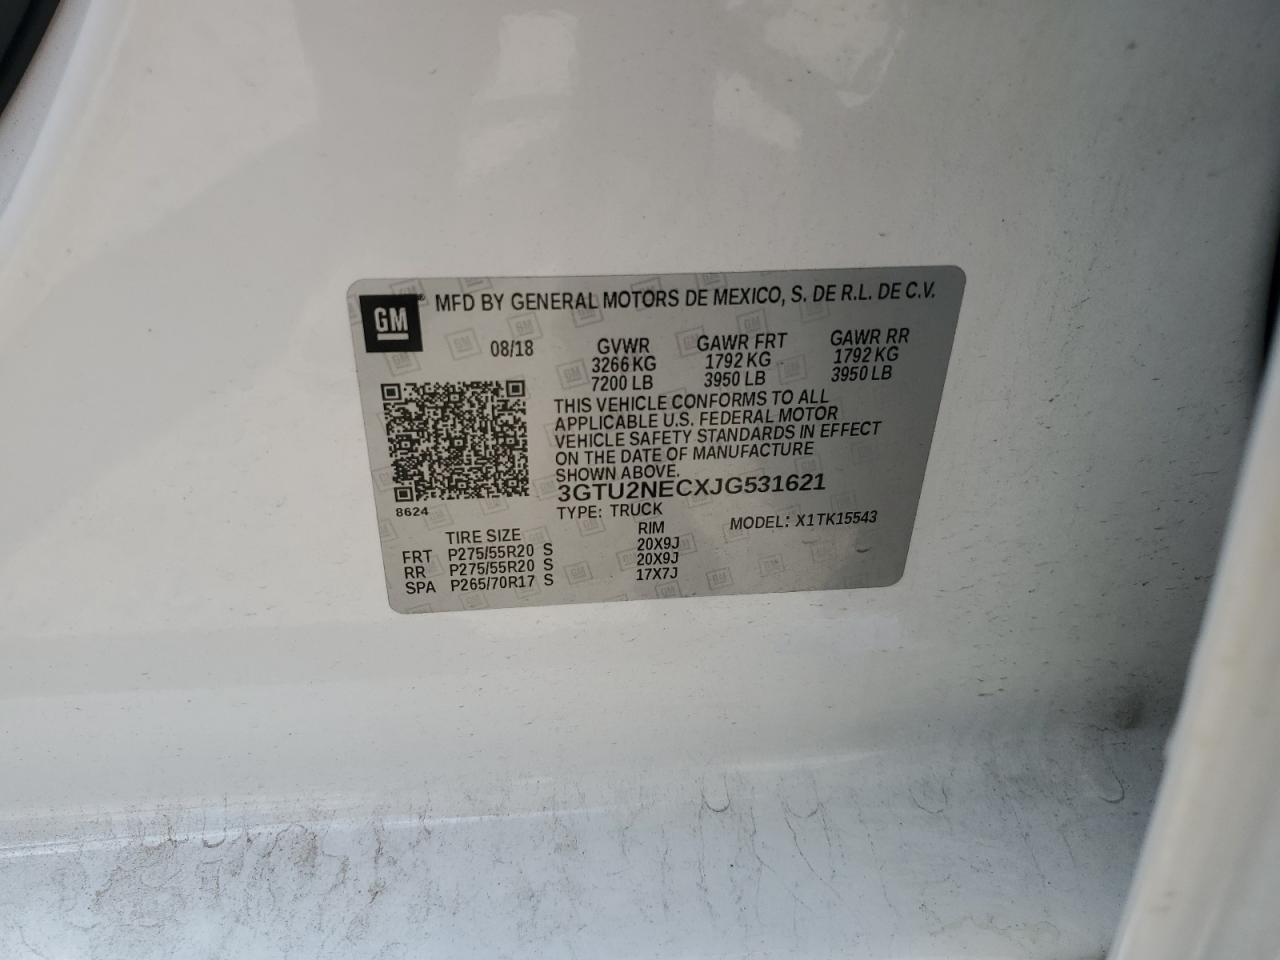 GM® MFD BY GENERAL MOTORS DE MEXICO, S. DE R.L. DE C.V.
08/18 GVWR GAWR FRT GAWR RR
3266 KG 1792 KG 1792 KG
7200 LB 3950 LB 3950 LB
THIS VEHICLE CONFORMS TO ALL
APPLICABLE U.S. FEDERAL MOTOR
VEHICLE SAFETY STANDARDS IN EFFECT
ON THE DATE OF MANUFACTURE
SHOWN ABOVE.
3GTU2NECXJG531621
8624
TYPE: TRUCK MODEL: X1TK15543
TIRE SIZE RIM
FRT P275/55R20 S 20X9J
RR P275/55R20 S 20X9J
SPA P265/70R17 S 17X7J